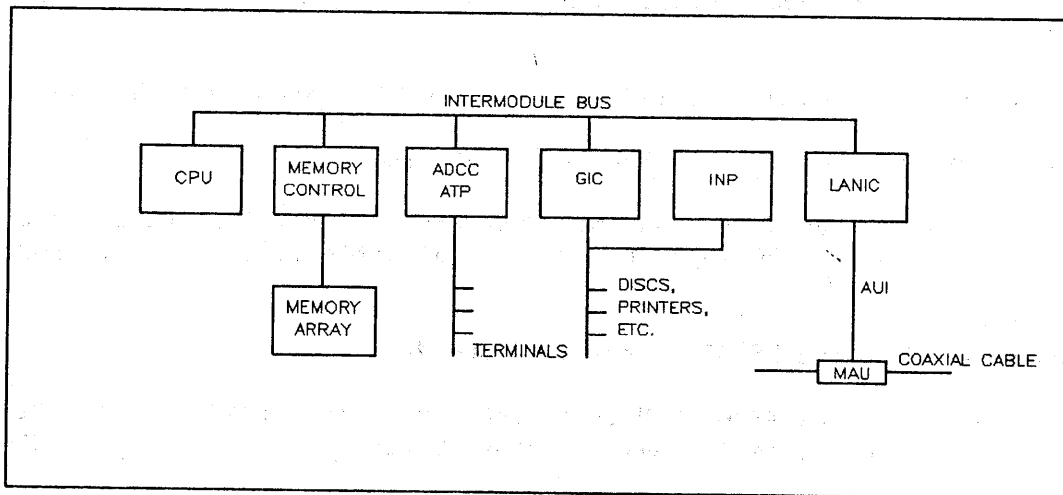 INTERMODULE BUS
CPU
MEMORY
CONTROL
ADCC
ATP
GIC
INP
LANIC
MEMORY
ARRAY
TERMINALS
DISCS,
PRINTERS,
ETC.
AUI
MAU
COAXIAL CABLE